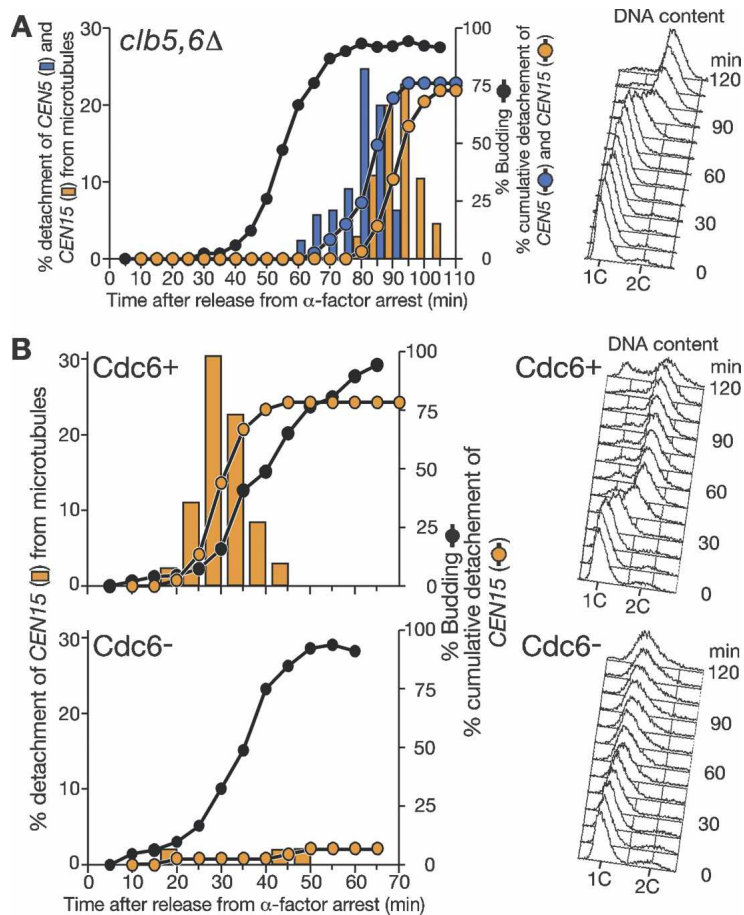 A
clb5,6Δ
% detachment of CEN5 () and
CEN15 () from microtubules
30
20
10
0
100
75
50
25
0
% Budding
% cumulative detachment of
CEN5 () and CEN15 ()
0 10 20 30 40 50 60 70 80 90 100 110
Time after release from α-factor arrest (min)
DNA content
min
120
90
60
30
0
1C 2C
B
Cdc6+
% detachment of CEN15 () from microtubules
30
20
10
0
100
75
50
25
0
% Budding
% cumulative detachement of
CEN15 ()
DNA content
Cdc6+
min
120
90
60
30
0
1C 2C
Cdc6-
30
20
10
0
100
75
50
25
0
0 10 20 30 40 50 60 70
Time after release from α-factor arrest (min)
Cdc6-
min
120
90
60
30
0
1C 2C